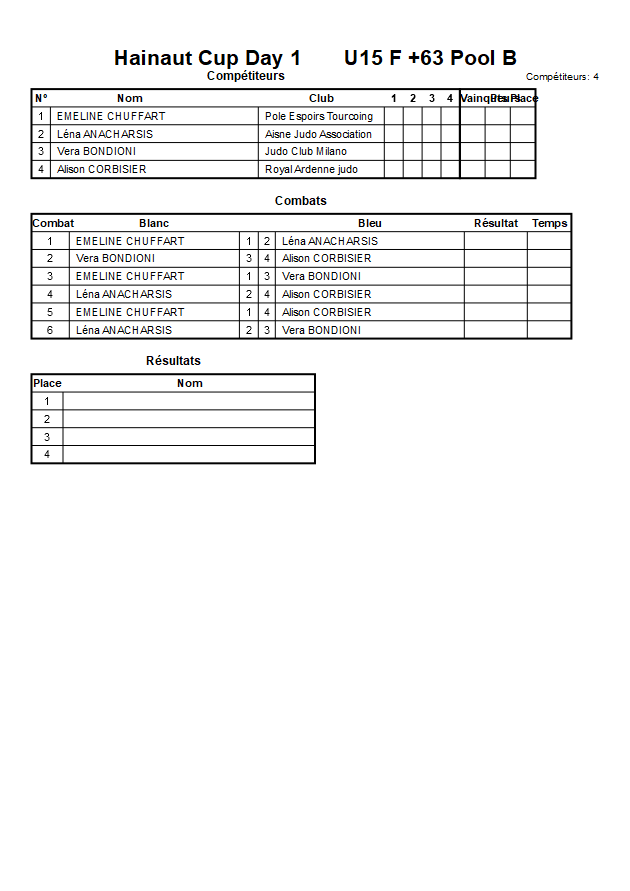 Hainaut Cup Day 1 U15 F +63 Pool B
Compétiteurs Compétiteurs: 4
N° Nom Club 1 2 3 4 Vainqueurs Place
1 EMELINE CHUFFART Pole Espoirs Tourcoing
2 Léna ANACHARSIS Aisne Judo Association
3 Vera BONDIONI Judo Club Milano
4 Alison CORBISIER Royal Ardenne judo
Combats
Combat Blanc Bleu Résultat Temps
1 EMELINE CHUFFART 1 2 Léna ANACHARSIS
2 Vera BONDIONI 3 4 Alison CORBISIER
3 EMELINE CHUFFART 1 3 Vera BONDIONI
4 Léna ANACHARSIS 2 4 Alison CORBISIER
5 EMELINE CHUFFART 1 4 Alison CORBISIER
6 Léna ANACHARSIS 2 3 Vera BONDIONI
Résultats
Place Nom
1
2
3
4